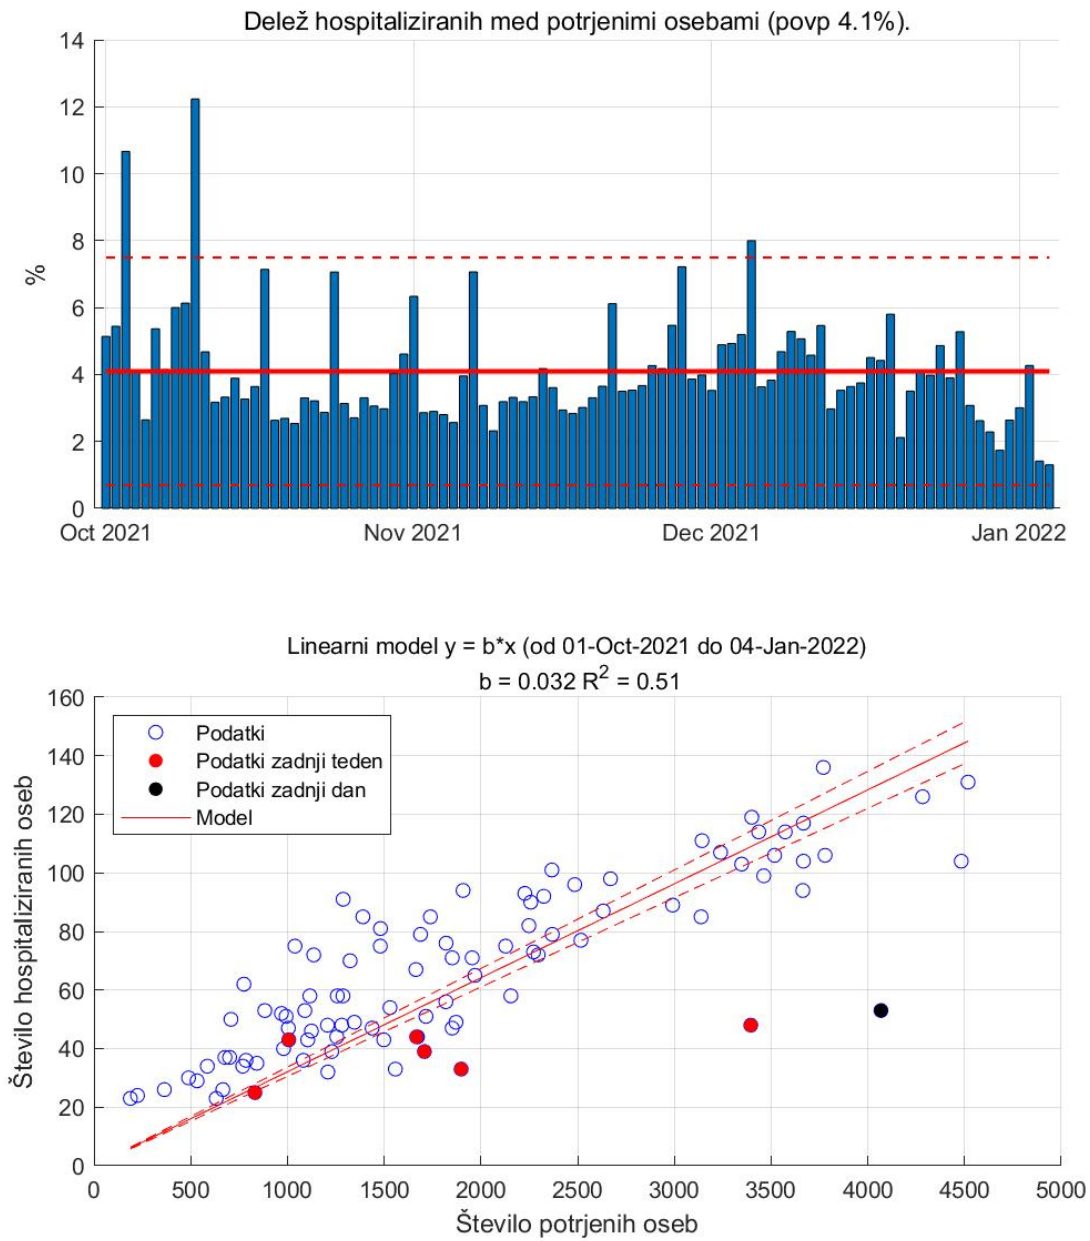 Delež hospitaliziranih med potrjenimi osebami (povp 4.1%).
14
12
10
8
6
4
2
0
%
Oct 2021 Nov 2021 Dec 2021 Jan 2022
Linearni model y = b*x (od 01-Oct-2021 do 04-Jan-2022)
b = 0.032 R² = 0.51
160
140
120
100
80
60
40
20
0
Število hospitaliziranih oseb
Podatki
Podatki zadnji teden
Podatki zadnji dan
Model
0 500 1000 1500 2000 2500 3000 3500 4000 4500 5000
Število potrjenih oseb